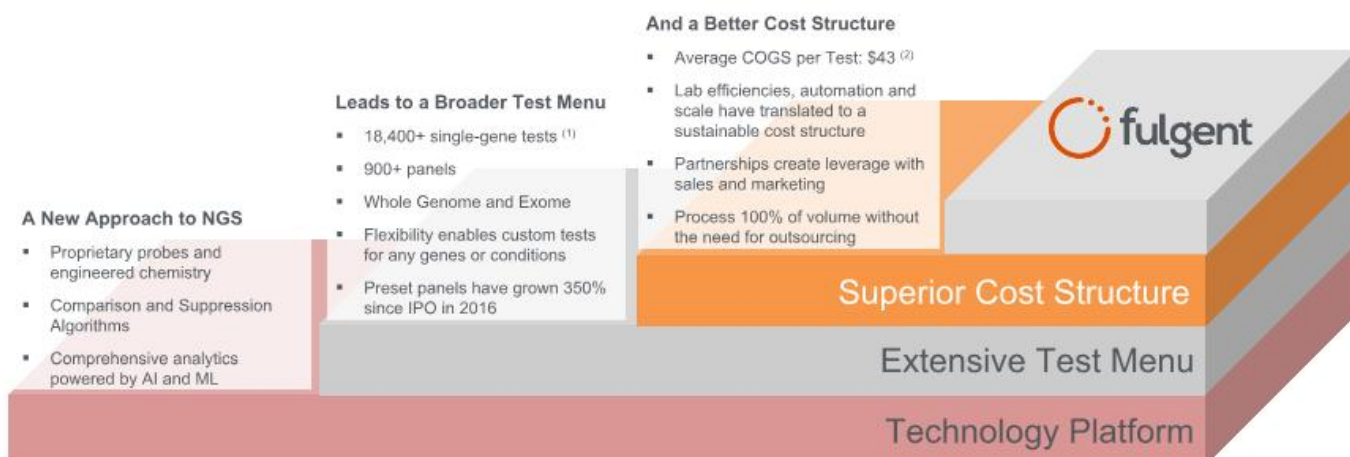 And a Better Cost Structure
▪ Average COGS per Test: $43 (2)
▪ Lab efficiencies, automation and
scale have translated to a
sustainable cost structure
▪ Partnerships create leverage with
sales and marketing
▪ Process 100% of volume without
the need for outsourcing
Leads to a Broader Test Menu
▪ 18,400+ single-gene tests (1)
▪ 900+ panels
▪ Whole Genome and Exome
▪ Flexibility enables custom tests
for any genes or conditions
▪ Preset panels have grown 350%
since IPO in 2016
A New Approach to NGS
▪ Proprietary probes and
engineered chemistry
▪ Comparison and Suppression
Algorithms
▪ Comprehensive analytics
powered by AI and ML
fulgent
Superior Cost Structure
Extensive Test Menu
Technology Platform